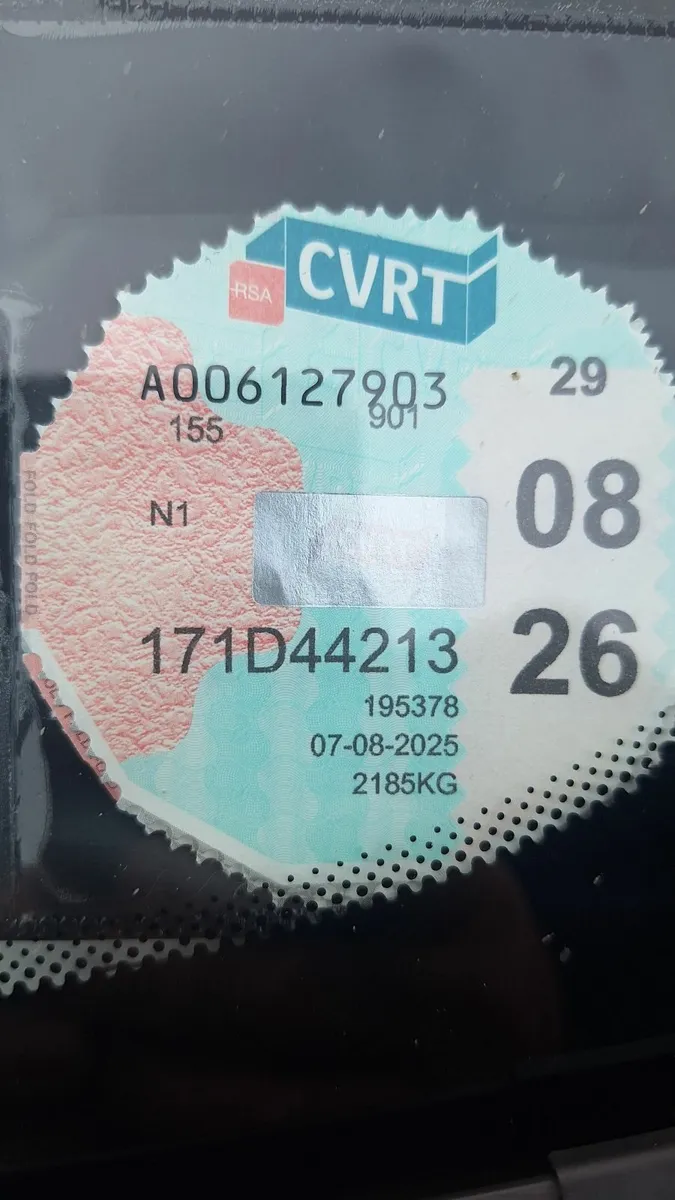 CVRT
RSA
A006127903
29
901
155
08
N1
171D44213
26
195378
07-08-2025
2185KG
FOLD FOLD FOLD